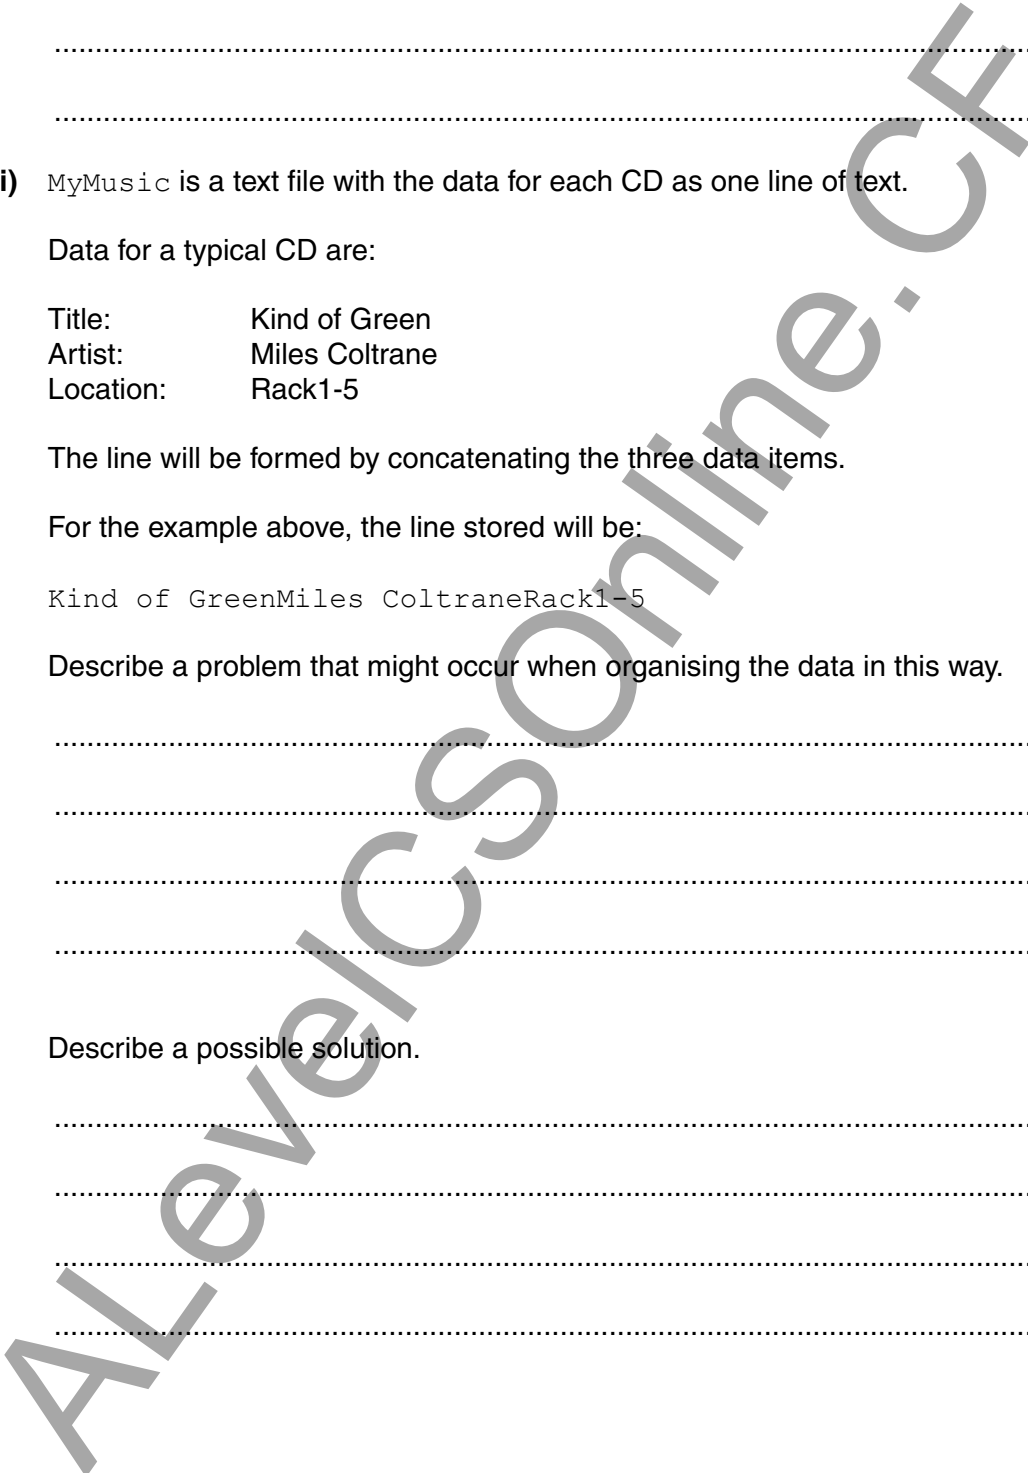 i) MyMusic is a text file with the data for each CD as one line of text.
Data for a typical CD are:
Title: Kind of Green
Artist: Miles Coltrane
Location: Rack1-5
The line will be formed by concatenating the three data items.
For the example above, the line stored will be:
Kind of GreenMiles ColtraneRack1-5
Describe a problem that might occur when organising the data in this way.
Describe a possible solution.
ALevelCSOnline.CF